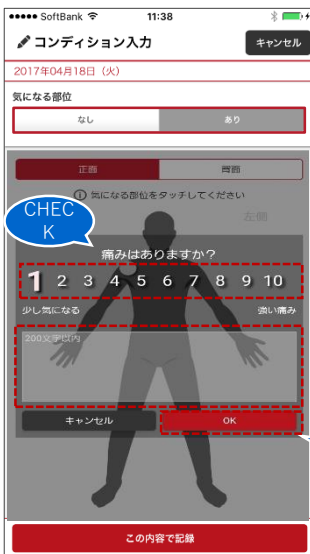 SoftBank 11:38
コンディション入力 キャンセル
2017年04月18日（火）
気になる部位
なし あり
正面 背面
気になる部位をタッチしてください
左面
CHEC
K
痛みはありますか？
1 2 3 4 5 6 7 8 9 10
少し気になる 強い痛み
200文字以内
キャンセル OK
この内容で記録